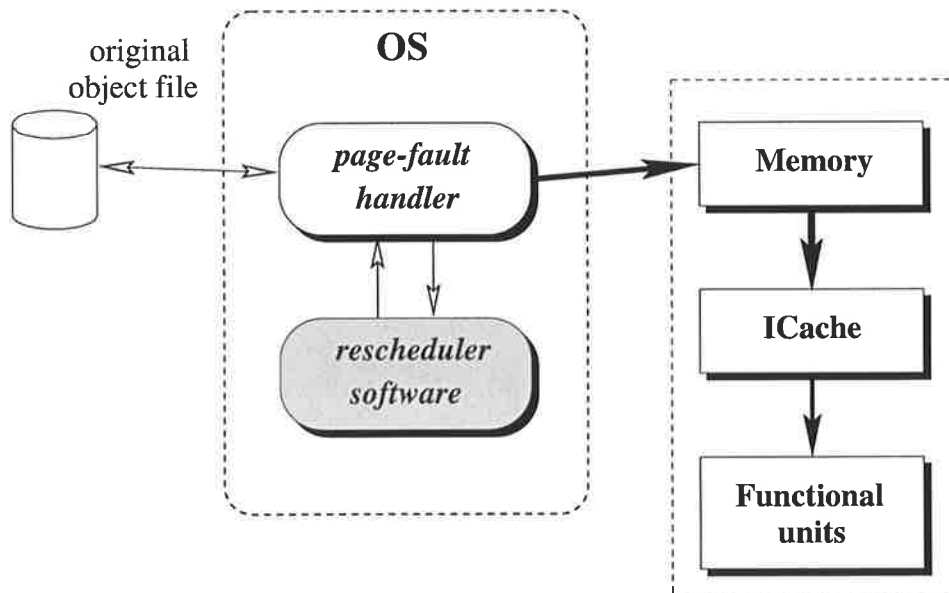 original
object file
OS
page-fault
handler
rescheduler
software
Memory
ICache
Functional
units